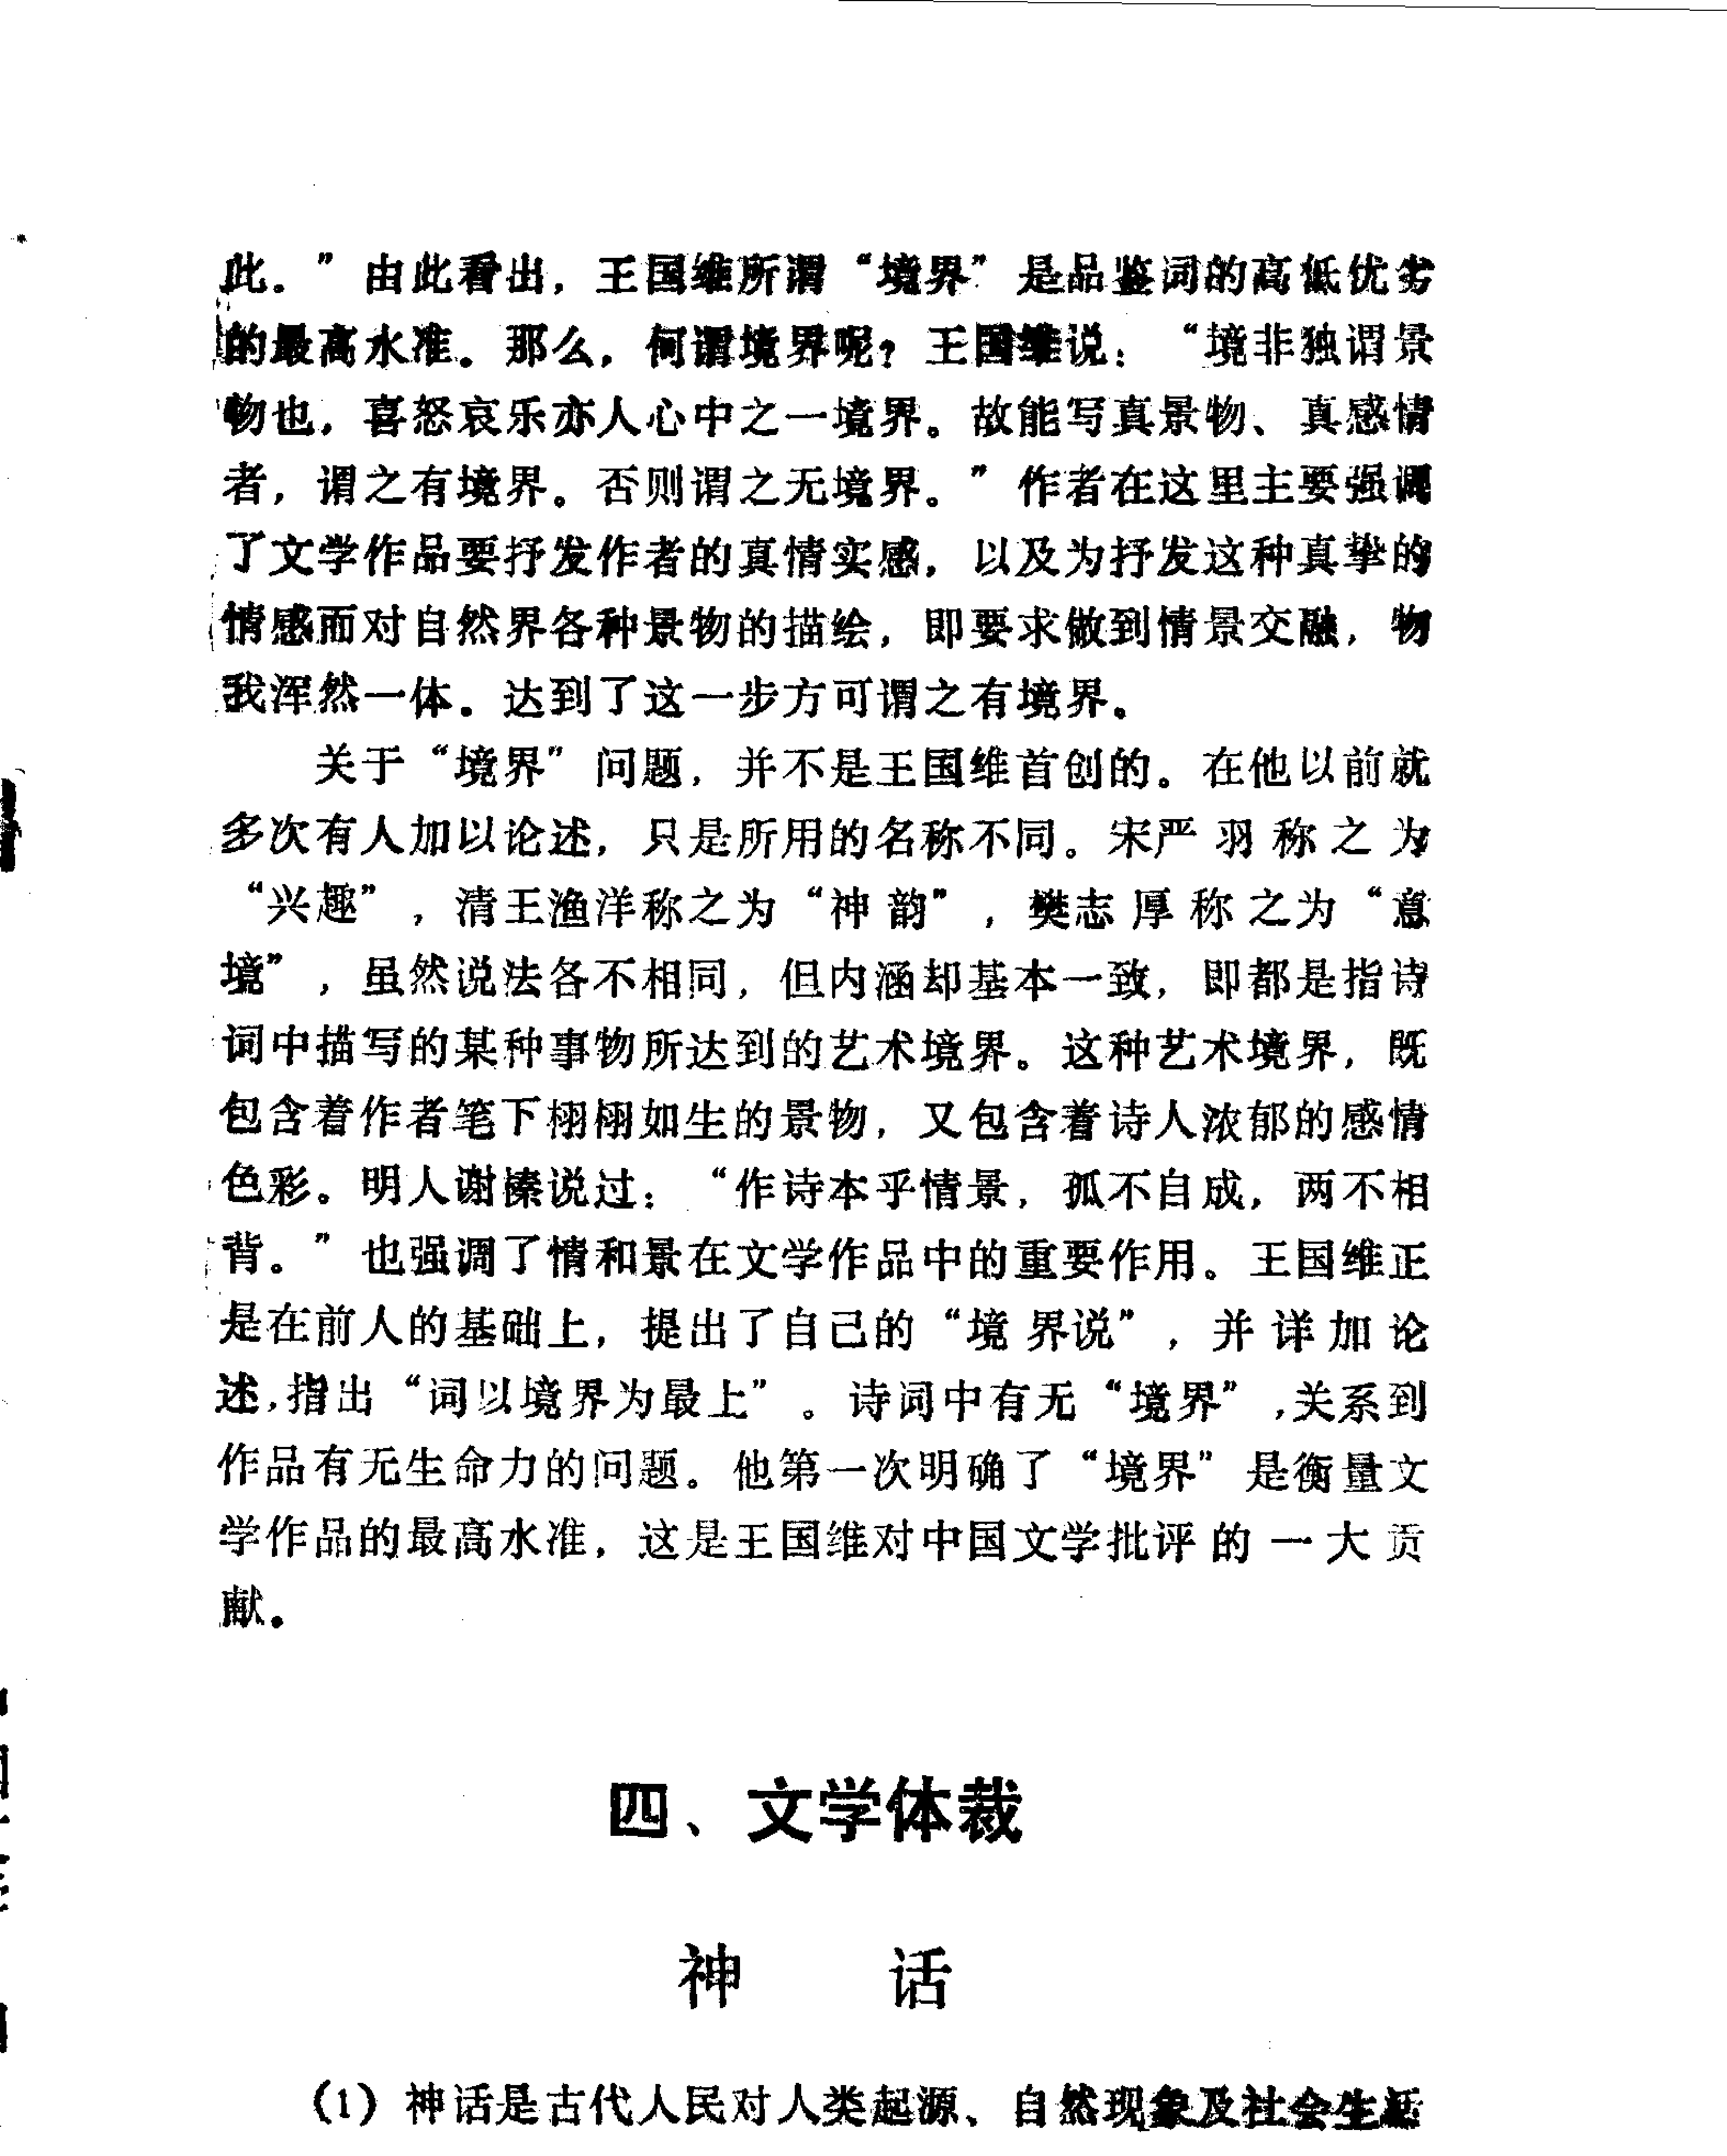 此。”由此看出，王国维所谓“境界”是品鉴词的高低优劣
的最高水准。那么，何谓境界呢？王国维说：“境非独谓景
物也，喜怒哀乐亦人心中之一境界。故能写真景物、真感情
者，谓之有境界。否则谓之无境界。”作者在这里主要强调
了文学作品要抒发作者的真情实感，以及为抒发这种真挚的
情感而对自然界各种景物的描绘，即要求做到情景交融，物
我浑然一体。达到了这一步方可谓之有境界。
关于“境界”问题，并不是王国维首创的。在他以前就
多次有人加以论述，只是所用的名称不同。宋严羽称之为
“兴趣”，清王渔洋称之为“神韵”，樊志厚称之为“意
境”，虽然说法各不相同，但内涵却基本一致，即都是指诗
词中描写的某种事物所达到的艺术境界。这种艺术境界，既
包含着作者笔下栩栩如生的景物，又包含着诗人浓郁的感情
色彩。明人谢榛说过：“作诗本乎情景，孤不自成，两不相
背。”也强调了情和景在文学作品中的重要作用。王国维正
是在前人的基础上，提出了自己的“境界说”，并详加论
述，指出“词以境界为最上”。诗词中有无“境界”，关系到
作品有无生命力的问题。他第一次明确了“境界”是衡量文
学作品的最高水准，这是王国维对中国文学批评的一大贡
献。
四、文学体裁
神话
（1）神话是古代人民对人类起源、自然现象及社会生活